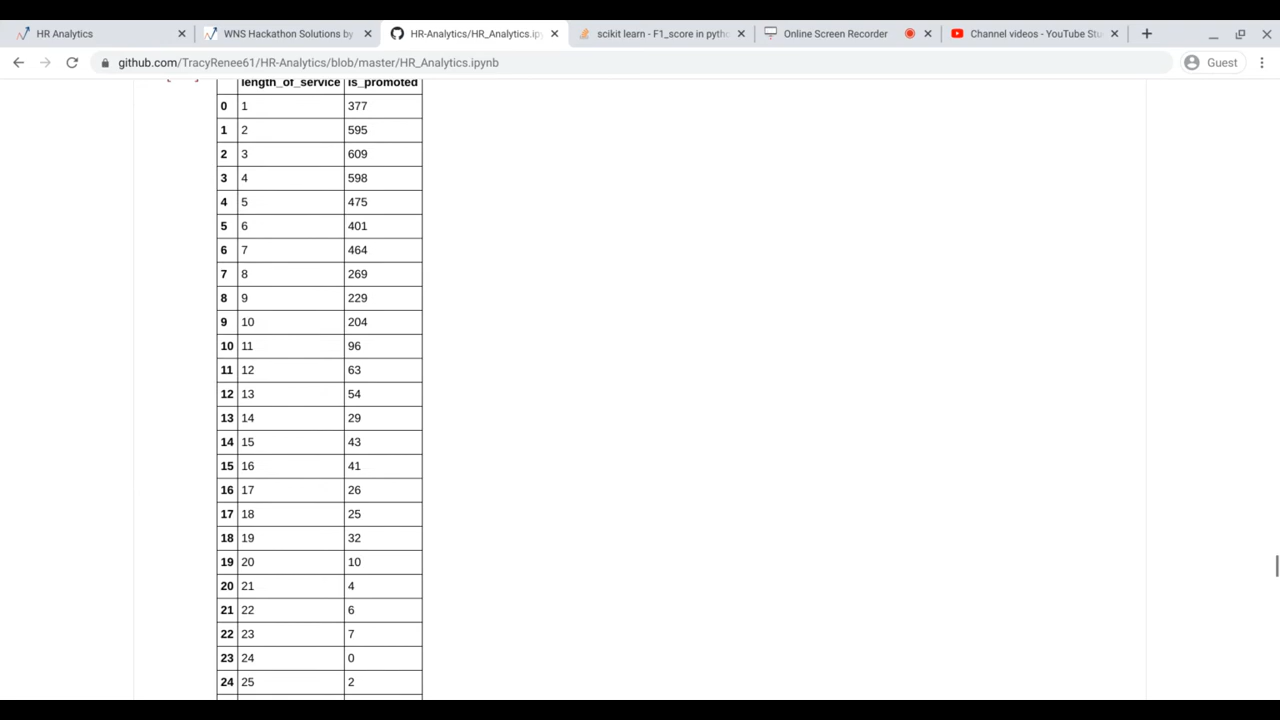 HR Analytics
WNS Hackathon Solutions by
HR-Analytics/HR_Analytics.ipy
scikit learn - F1_score in pytho
Online Screen Recorder
Channel videos - YouTube Stu
github.com/TracyRenee61/HR-Analytics/blob/master/HR_Analytics.ipynb
Guest
length_of_service is_promoted
0 1 377
1 2 595
2 3 609
3 4 598
4 5 475
5 6 401
6 7 464
7 8 269
8 9 229
9 10 204
10 11 96
11 12 63
12 13 54
13 14 29
14 15 43
15 16 41
16 17 26
17 18 25
18 19 32
19 20 10
20 21 4
21 22 6
22 23 7
23 24 0
24 25 2